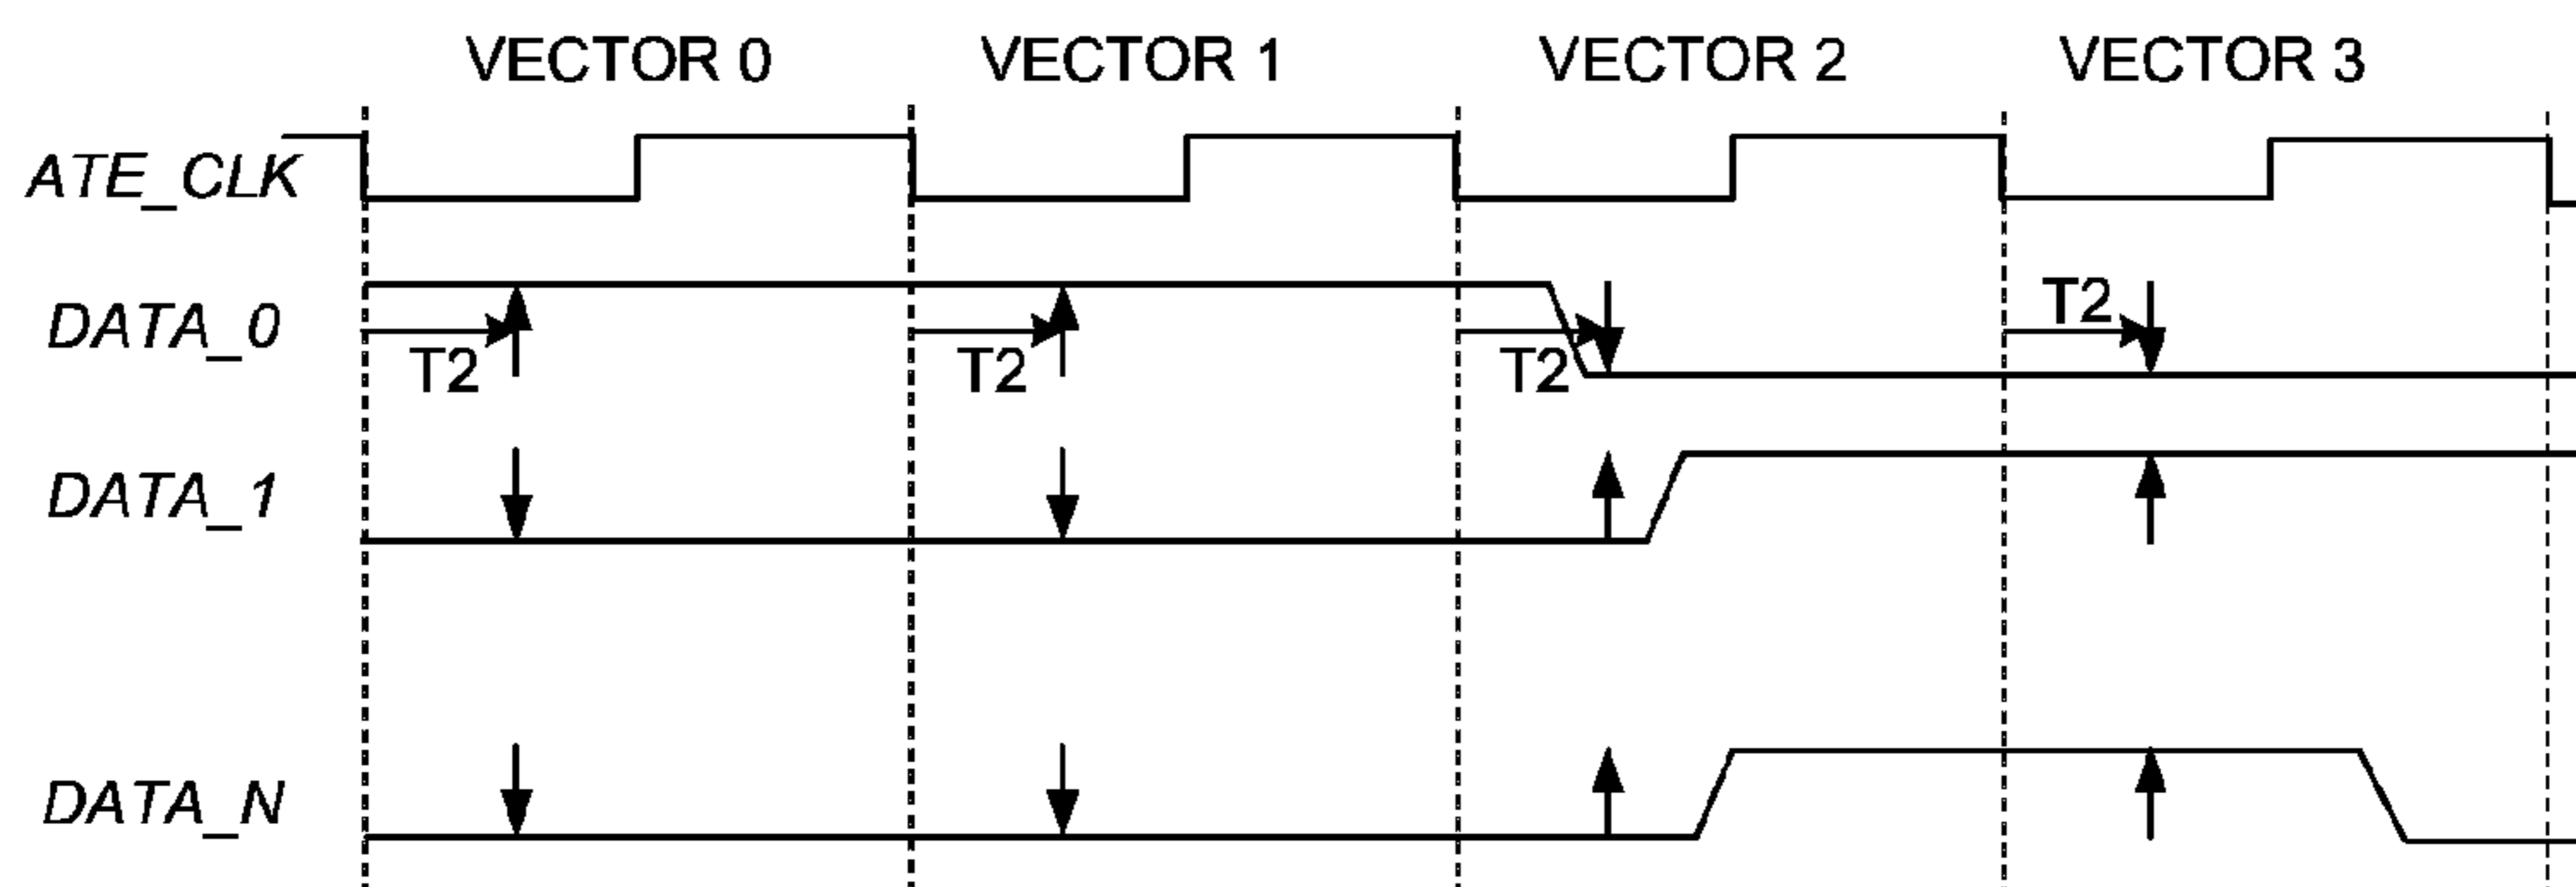 VECTOR 0 VECTOR 1 VECTOR 2 VECTOR 3
ATE_CLK
T2
DATA_0
T2 T2 T2
DATA_1
DATA_N